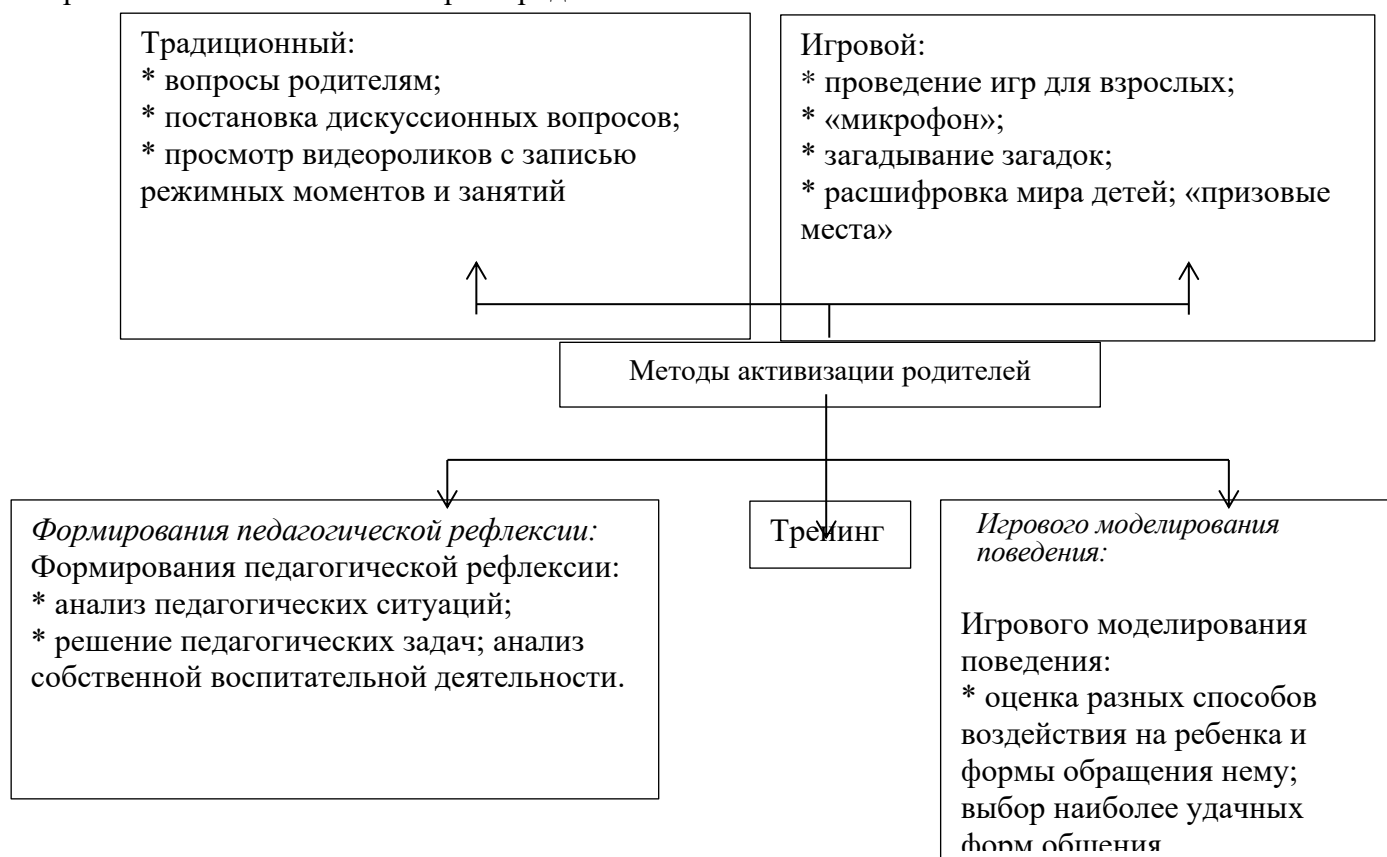 Традиционный:
* вопросы родителям;
* постановка дискуссионных вопросов;
* просмотр видеороликов с записью
режимных моментов и занятий
Игровой:
* проведение игр для взрослых;
* «микрофон»;
* загадывание загадок;
* расшифровка мира детей; «призовые
места»
Методы активизации родителей
Формирования педагогической рефлексии:
Формирования педагогической рефлексии:
* анализ педагогических ситуаций;
* решение педагогических задач; анализ
собственной воспитательной деятельности.
Тренинг
Игрового моделирования
поведения:
Игрового моделирования
поведения:
* оценка разных способов
воздействия на ребенка и
формы обращения нему;
выбор наиболее удачных
форм общения